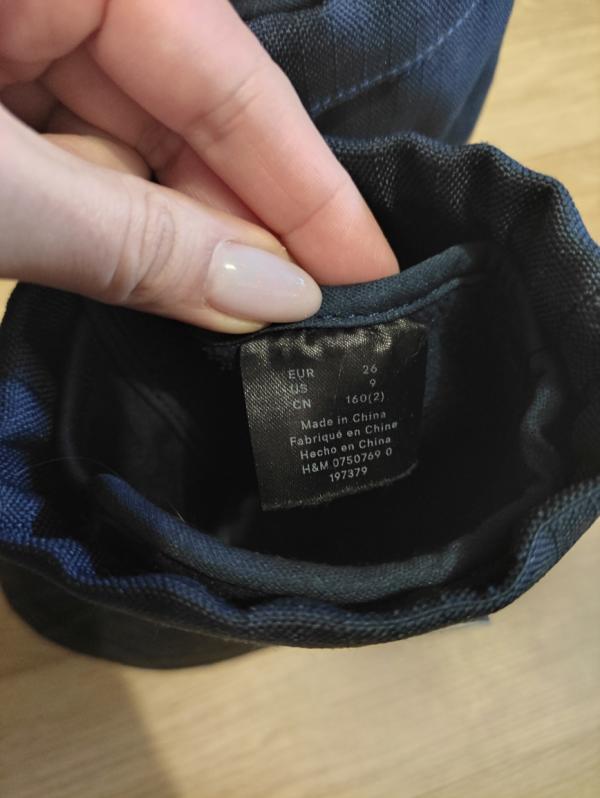 EUR 26
US 9
CN 160(2)
Made in China
Fabriqué en Chine
Hecho en China
H&M 0750769 0
197379